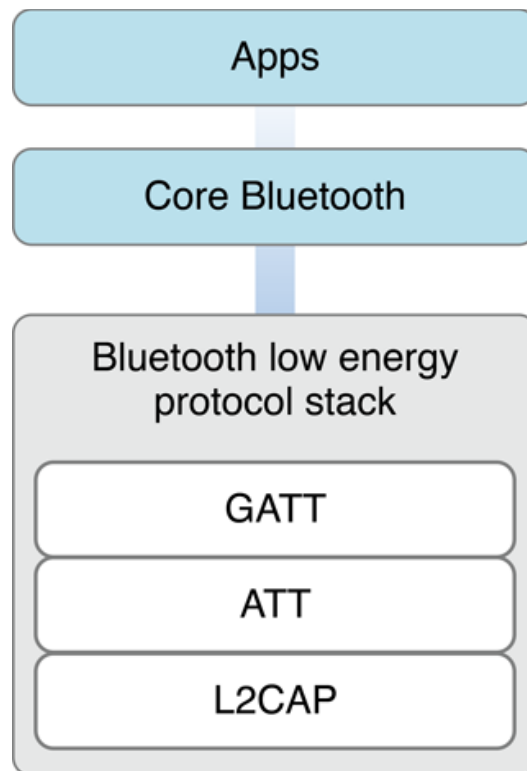 Apps
Core Bluetooth
Bluetooth low energy
protocol stack
GATT
ATT
L2CAP